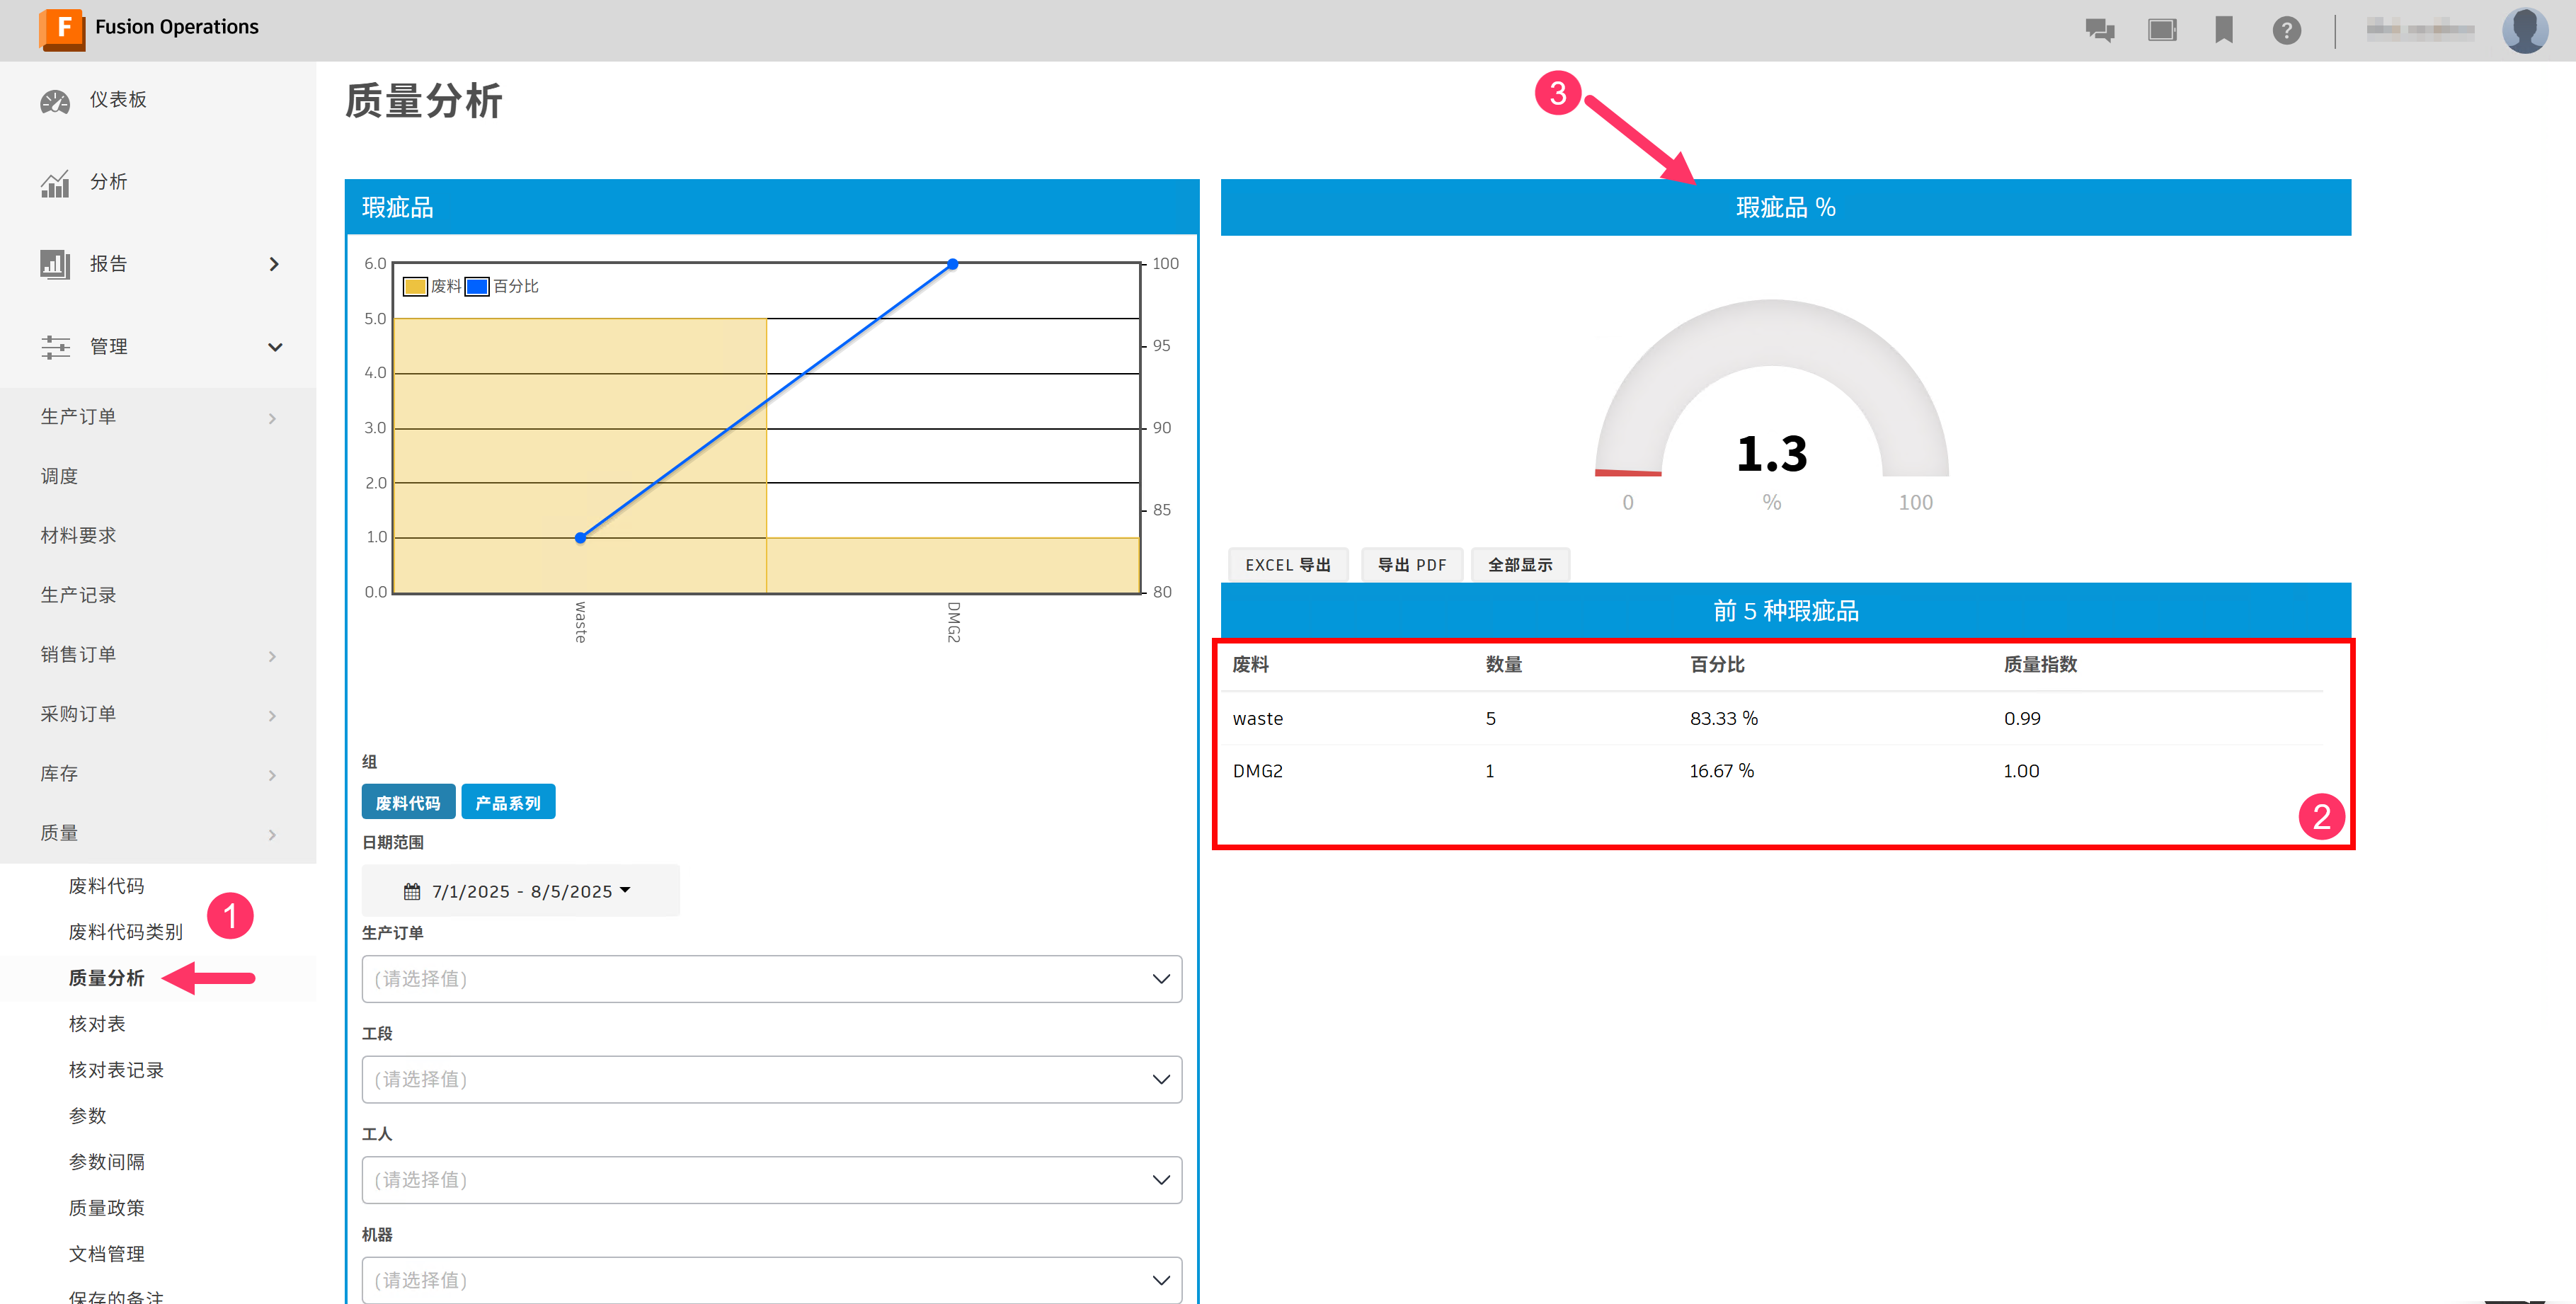 Fusion Operations
仪表板
分析
报告
管理
生产订单
调度
材料要求
生产记录
销售订单
采购订单
库存
质量
废料代码
废料代码类别
1
质量分析
核对表
核对表记录
参数
参数间隔
质量政策
文档管理
保存的备注
质量分析
瑕疵品
废料 百分比
6.0
5.0
4.0
3.0
2.0
1.0
0.0
100
95
90
85
80
waste
DMG2
组
废料代码 产品系列
日期范围
7/1/2025 - 8/5/2025
生产订单
(请选择值)
工段
(请选择值)
工人
(请选择值)
机器
(请选择值)
3
瑕疵品 %
1.3
0 % 100
EXCEL 导出 导出 PDF 全部显示
前 5 种瑕疵品
废料 数量 百分比 质量指数
waste 5 83.33 % 0.99
DMG2 1 16.67 % 1.00
2